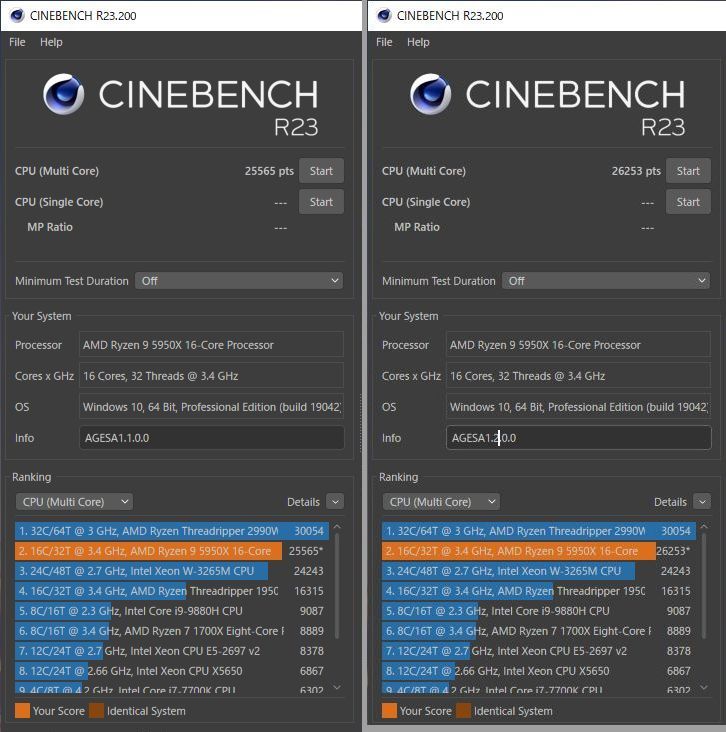 CINEBENCH R23.200
File Help
CINEBENCH
R23
CPU (Multi Core) 25565 pts Start
CPU (Single Core) --- Start
MP Ratio ---
Minimum Test Duration Off
Your System
Processor AMD Ryzen 9 5950X 16-Core Processor
Cores x GHz 16 Cores, 32 Threads @ 3.4 GHz
OS Windows 10, 64 Bit, Professional Edition (build 19042)
Info AGESA1.1.0.0
Ranking
CPU (Multi Core) Details
1. 32C/64T @ 3 GHz, AMD Ryzen Threadripper 2990W 30054
2. 16C/32T @ 3.4 GHz, AMD Ryzen 9 5950X 16-Core 25565*
3. 24C/48T @ 2.7 GHz, Intel Xeon W-3265M CPU 24243
4. 16C/32T @ 3.4 GHz, AMD Ryzen Threadripper 1950 16315
5. 8C/16T @ 2.3 GHz, Intel Core i9-9880H CPU 9087
6. 8C/16T @ 3.4 GHz, AMD Ryzen 7 1700X Eight-Core F 8889
7. 12C/24T @ 2.7 GHz, Intel Xeon CPU E5-2697 v2 8378
8. 12C/24T @ 2.66 GHz, Intel Xeon CPU X5650 6867
9. 4C/8T @ 4.2 GHz, Intel Core i7-7700K CPU 6302
Your Score Identical System
CINEBENCH R23.200
File Help
CINEBENCH
R23
CPU (Multi Core) 26253 pts Start
CPU (Single Core) --- Start
MP Ratio ---
Minimum Test Duration Off
Your System
Processor AMD Ryzen 9 5950X 16-Core Processor
Cores x GHz 16 Cores, 32 Threads @ 3.4 GHz
OS Windows 10, 64 Bit, Professional Edition (build 19042)
Info AGESA1.2.0.0
Ranking
CPU (Multi Core) Details
1. 32C/64T @ 3 GHz, AMD Ryzen Threadripper 2990W 30054
2. 16C/32T @ 3.4 GHz, AMD Ryzen 9 5950X 16-Core 26253*
3. 24C/48T @ 2.7 GHz, Intel Xeon W-3265M CPU 24243
4. 16C/32T @ 3.4 GHz, AMD Ryzen Threadripper 1950 16315
5. 8C/16T @ 2.3 GHz, Intel Core i9-9880H CPU 9087
6. 8C/16T @ 3.4 GHz, AMD Ryzen 7 1700X Eight-Core F 8889
7. 12C/24T @ 2.7 GHz, Intel Xeon CPU E5-2697 v2 8378
8. 12C/24T @ 2.66 GHz, Intel Xeon CPU X5650 6867
9. 4C/8T @ 4.2 GHz, Intel Core i7-7700K CPU 6302
Your Score Identical System